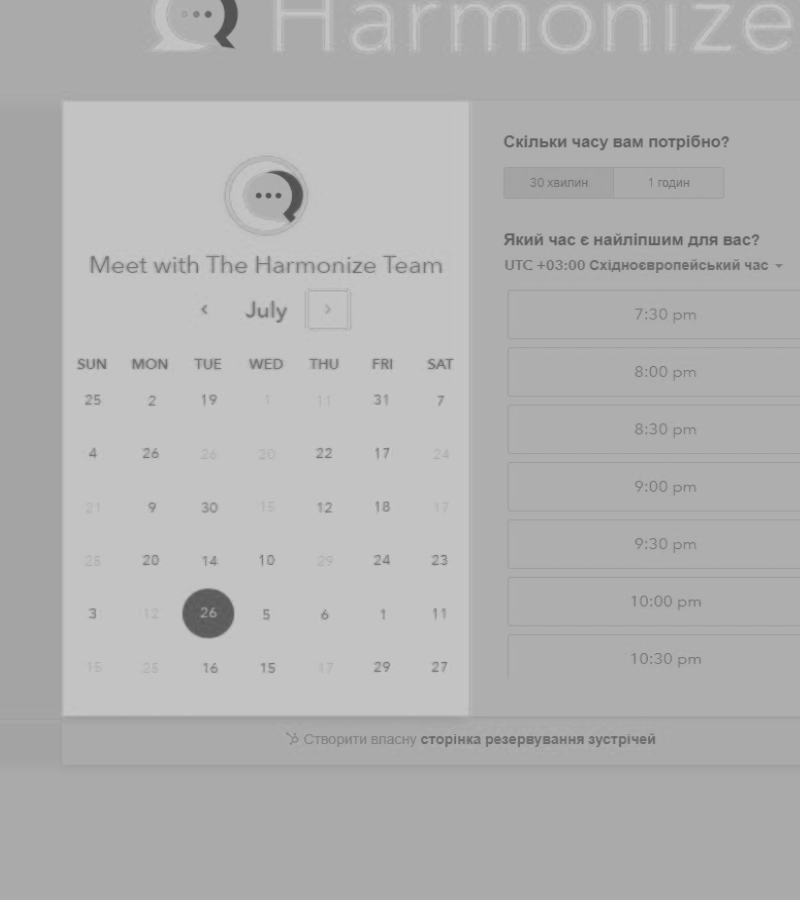 Harmonize
Meet with The Harmonize Team
July
SUN MON TUE WED THU FRI SAT
25 2 19 1 11 31 7
4 26 26 20 22 17 24
21 9 30 15 12 18 17
25 20 14 10 29 24 23
3 12 26 5 6 1 11
15 25 16 15 17 29 27
Скільки часу вам потрібно?
30 хвилин 1 годин
Який час є найліпшим для вас?
UTC +03:00 Східноєвропейський час
7:30 pm
8:00 pm
8:30 pm
9:00 pm
9:30 pm
10:00 pm
10:30 pm
Створити власну сторінка резервування зустрічей